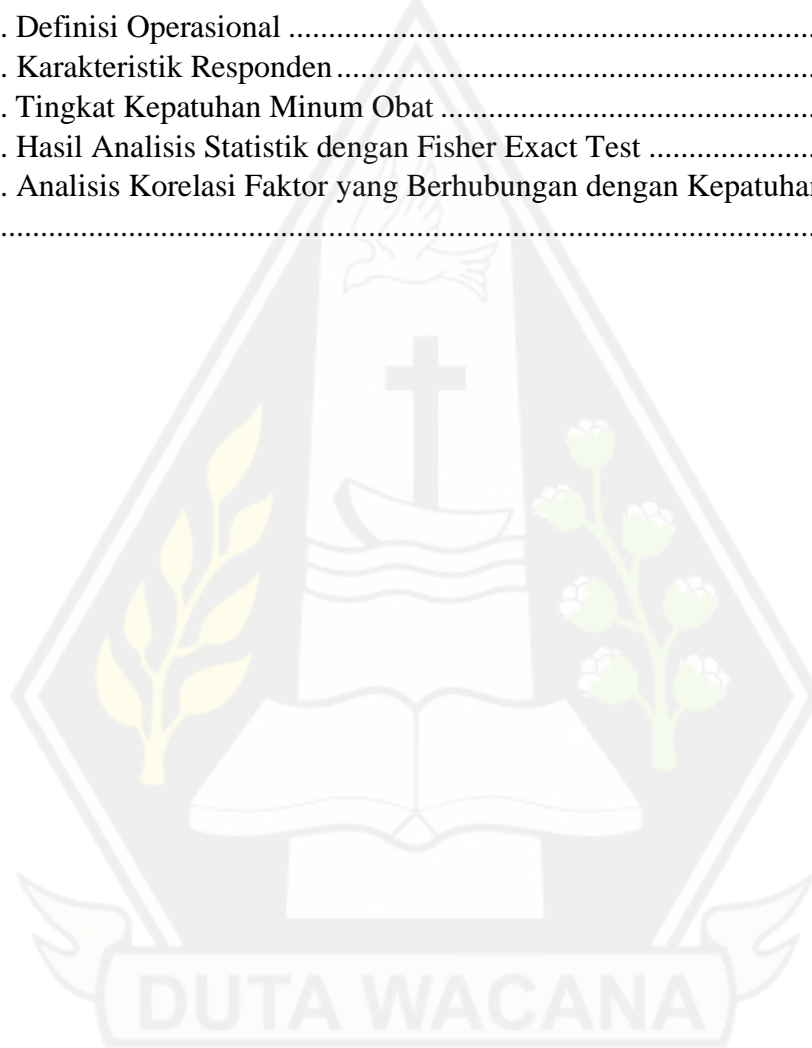 . Definisi Operasional ..................................................................
. Karakteristik Responden ............................................................
. Tingkat Kepatuhan Minum Obat ...............................................
. Hasil Analisis Statistik dengan Fisher Exact Test .....................
. Analisis Korelasi Faktor yang Berhubungan dengan Kepatuhan
.......................................................................................................
DUTA WACANA